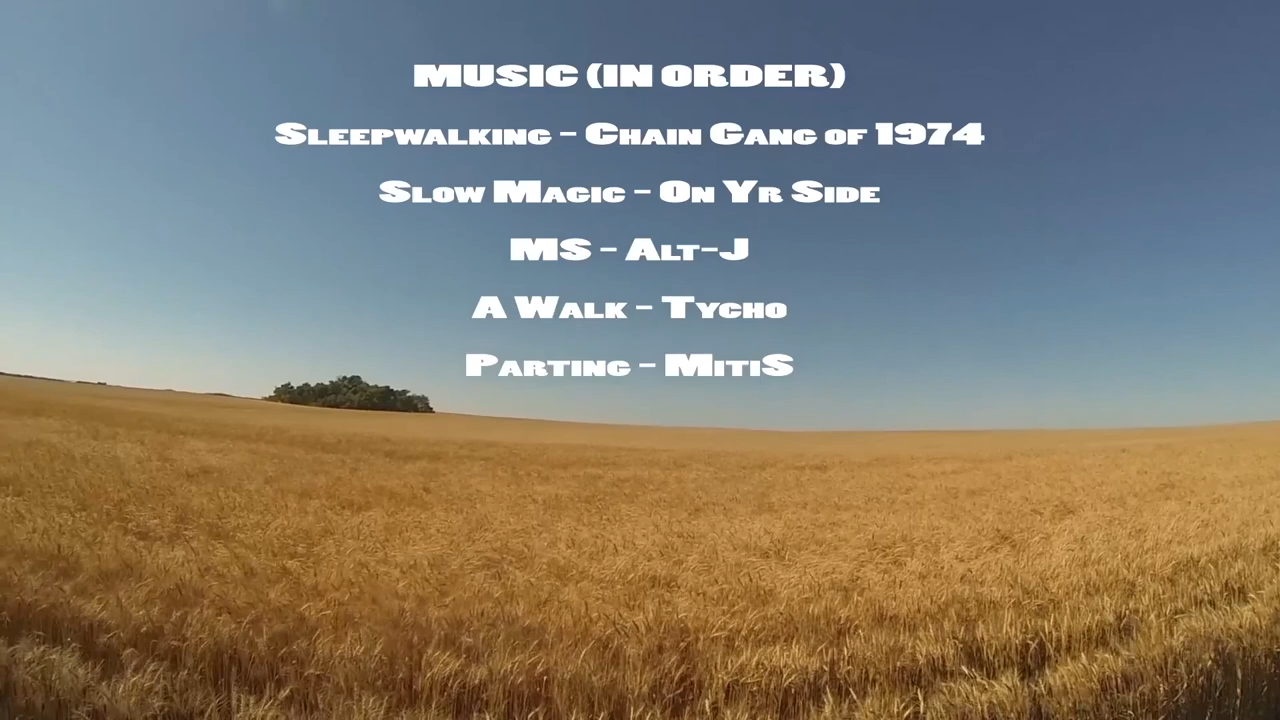 MUSIC (IN ORDER)
Sleepwalking - Chain Gang of 1974
Slow Magic - On Yr Side
MS - Alt-J
A Walk - Tycho
Parting - MitiS